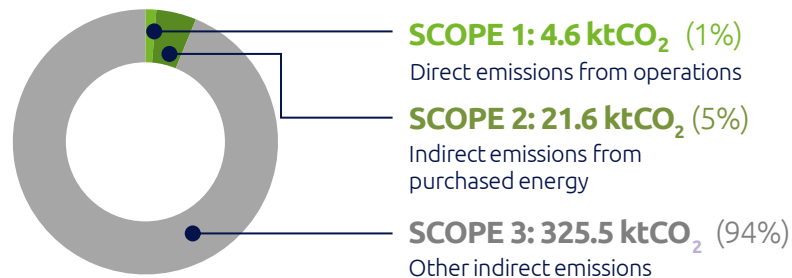 SCOPE 1: 4.6 ktCO₂ (1%)
Direct emissions from operations
SCOPE 2: 21.6 ktCO₂ (5%)
Indirect emissions from
purchased energy
SCOPE 3: 325.5 ktCO₂ (94%)
Other indirect emissions